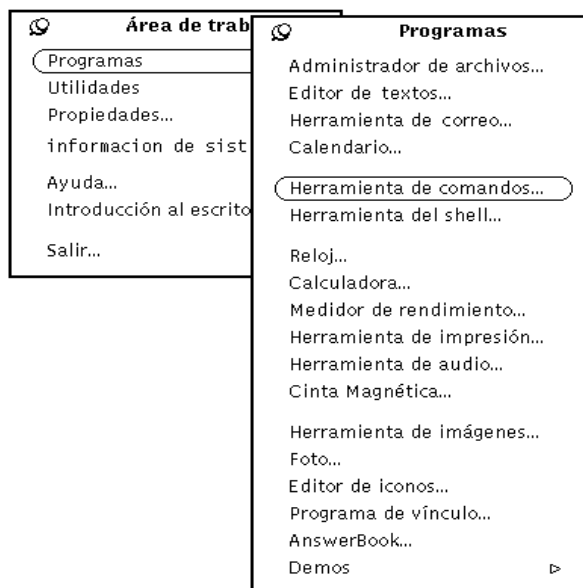 Área de trab
Programas
Utilidades
Propiedades...
informacion de sist
Ayuda...
Introducción al escrito
Salir...
Programas
Administrador de archivos...
Editor de textos...
Herramienta de correo...
Calendario...
Herramienta de comandos...
Herramienta del shell...
Reloj...
Calculadora...
Medidor de rendimiento...
Herramienta de impresión...
Herramienta de audio...
Cinta Magnética...
Herramienta de imágenes...
Foto...
Editor de iconos...
Programa de vínculo...
AnswerBook...
Demos